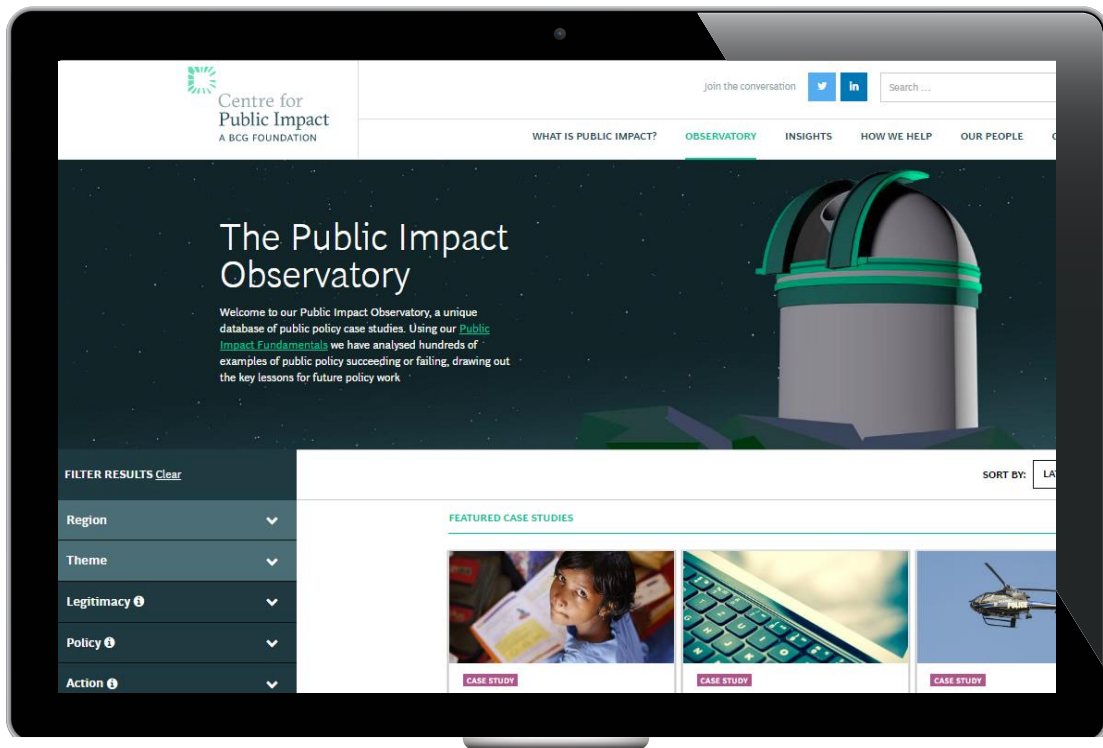 Centre for
Public Impact
A BCG FOUNDATION
Join the conversation
in
Search ...
WHAT IS PUBLIC IMPACT? OBSERVATORY INSIGHTS HOW WE HELP OUR PEOPLE
The Public Impact
Observatory
Welcome to our Public Impact Observatory, a unique
database of public policy case studies. Using our Public
Impact Fundamentals we have analysed hundreds of
examples of public policy succeeding or failing, drawing out
the key lessons for future policy work
FILTER RESULTS Clear
SORT BY: LA
Region
Theme
Legitimacy
Policy
Action
FEATURED CASE STUDIES
POLICE
CASE STUDY CASE STUDY CASE STUDY